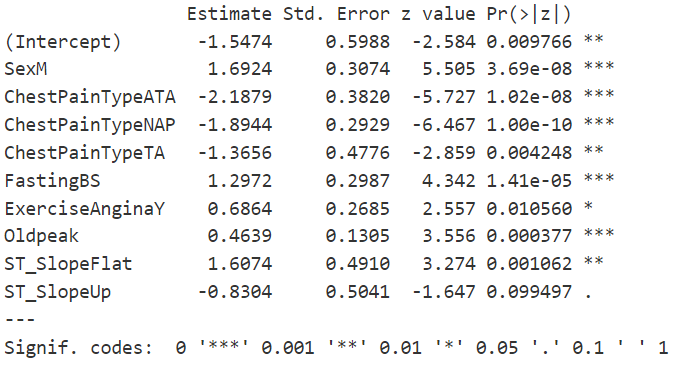 Estimate Std. Error z value Pr(>|z|)
(Intercept) -1.5474 0.5988 -2.584 0.009766 **
SexM 1.6924 0.3074 5.505 3.69e-08 ***
ChestPainTypeATA -2.1879 0.3820 -5.727 1.02e-08 ***
ChestPainTypeNAP -1.8944 0.2929 -6.467 1.00e-10 ***
ChestPainTypeTA -1.3656 0.4776 -2.859 0.004248 **
FastingBS 1.2972 0.2987 4.342 1.41e-05 ***
ExerciseAnginaY 0.6864 0.2685 2.557 0.010560 *
Oldpeak 0.4639 0.1305 3.556 0.000377 ***
ST_SlopeFlat 1.6074 0.4910 3.274 0.001062 **
ST_SlopeUp -0.8304 0.5041 -1.647 0.099497 .
---
Signif. codes: 0 '***' 0.001 '**' 0.01 '*' 0.05 '.' 0.1 ' ' 1